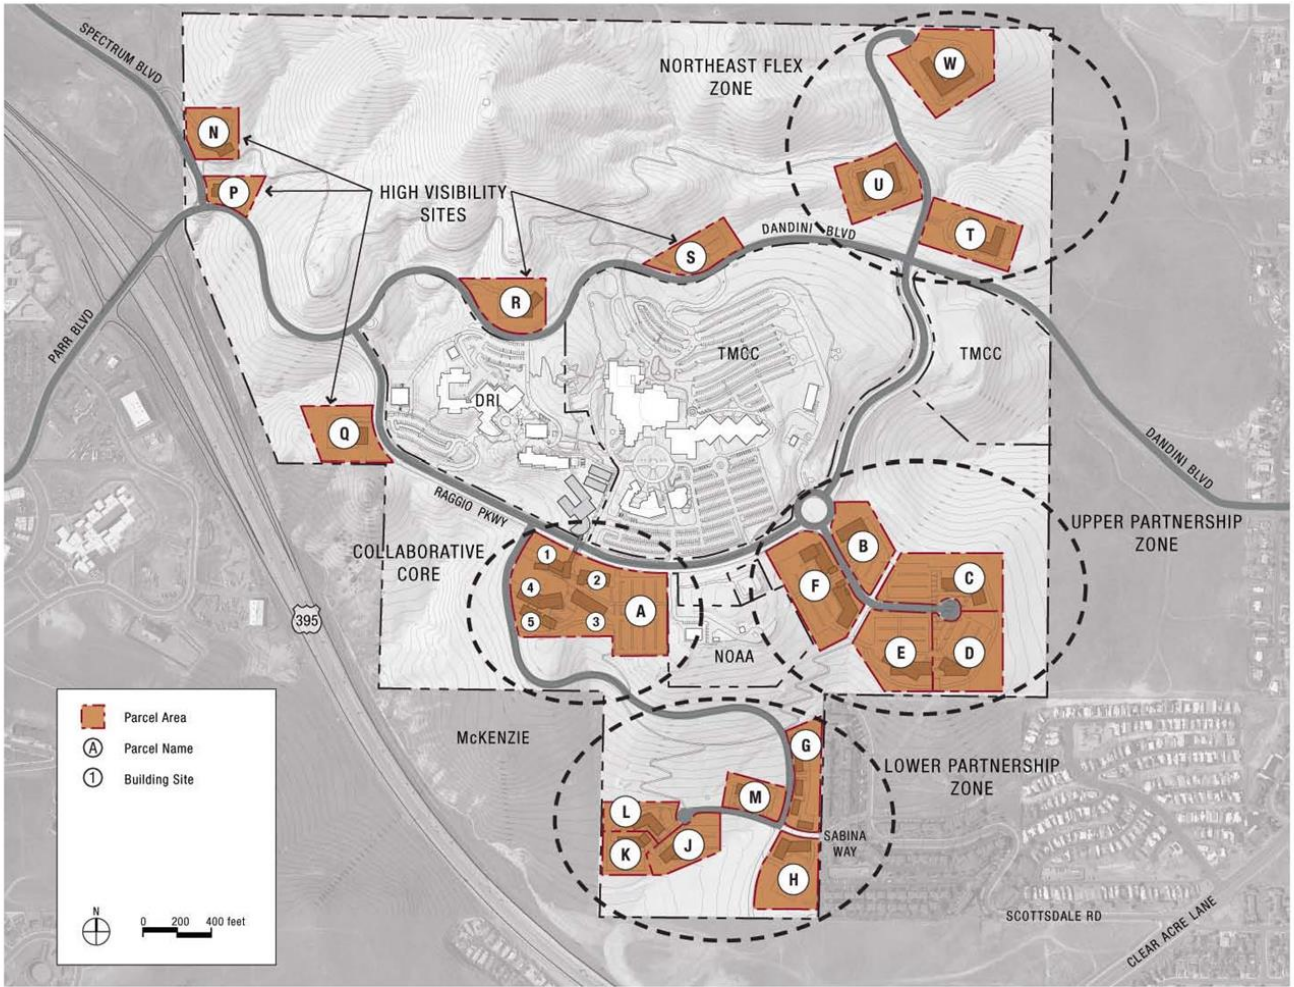 SPECTRUM BLVD
NORTHEAST FLEX
ZONE
W
N
P
HIGH VISIBILITY
SITES
U
T
DANDINI BLVD
S
R
PARR BLVD
TMCC
TMCC
DRI
Q
DANDINI BLVD
RAGGIO PKWY
UPPER PARTNERSHIP
ZONE
COLLABORATIVE
CORE
1
2
3
4
5
A
B
C
F
E
D
395
NOAA
McKENZIE
G
LOWER PARTNERSHIP
ZONE
M
L
K
J
H
SABINA
WAY
SCOTTSDALE RD
CLEAR ACRE LANE
Parcel Area
A
Parcel Name
1
Building Site
N
0 200 400 feet